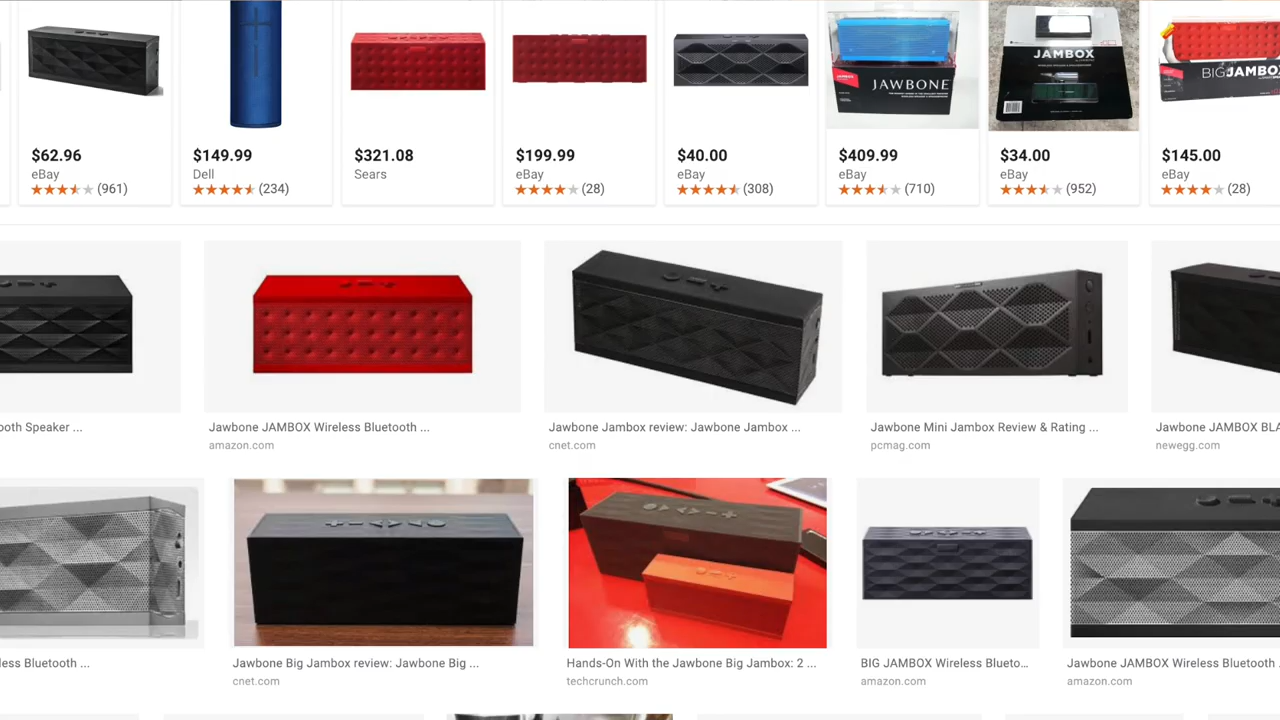 $62.96
eBay
(961)
$149.99
Dell
(234)
$321.08
Sears
$199.99
eBay
(28)
$40.00
eBay
(308)
JAWBONE
$409.99
eBay
(710)
JAMBOX
$34.00
eBay
(952)
BIGJAMBOX
$145.00
eBay
(28)
ooth Speaker ...
Jawbone JAMBOX Wireless Bluetooth ...
amazon.com
Jawbone Jambox review: Jawbone Jambox ...
cnet.com
Jawbone Mini Jambox Review & Rating ...
pcmag.com
Jawbone JAMBOX BLA
newegg.com
less Bluetooth ...
Jawbone Big Jambox review: Jawbone Big ...
cnet.com
Hands-On With the Jawbone Big Jambox: 2 ...
techcrunch.com
BIG JAMBOX Wireless Blueto...
amazon.com
Jawbone JAMBOX Wireless Bluetooth
amazon.com